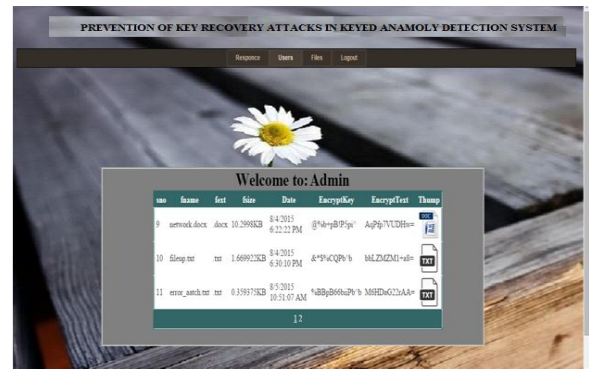 PREVENTION OF KEY RECOVERY ATTACKS IN KEYED ANAMOLY DETECTION SYSTEM
Responce Users Files Logout
Welcome to: Admin
sno fname fext fsize Date EncryptKey EncryptText Thump
9 network.docx .docx 10.2998KB 8/4/2015 6:22:22 PM
DOC
10 fileup.txt .txt 1.669922KB 8/4/2015 6:30:10 PM
TXT
11 .txt 0.359375KB 8/5/2015 10:51:07 AM
TXT
1 2